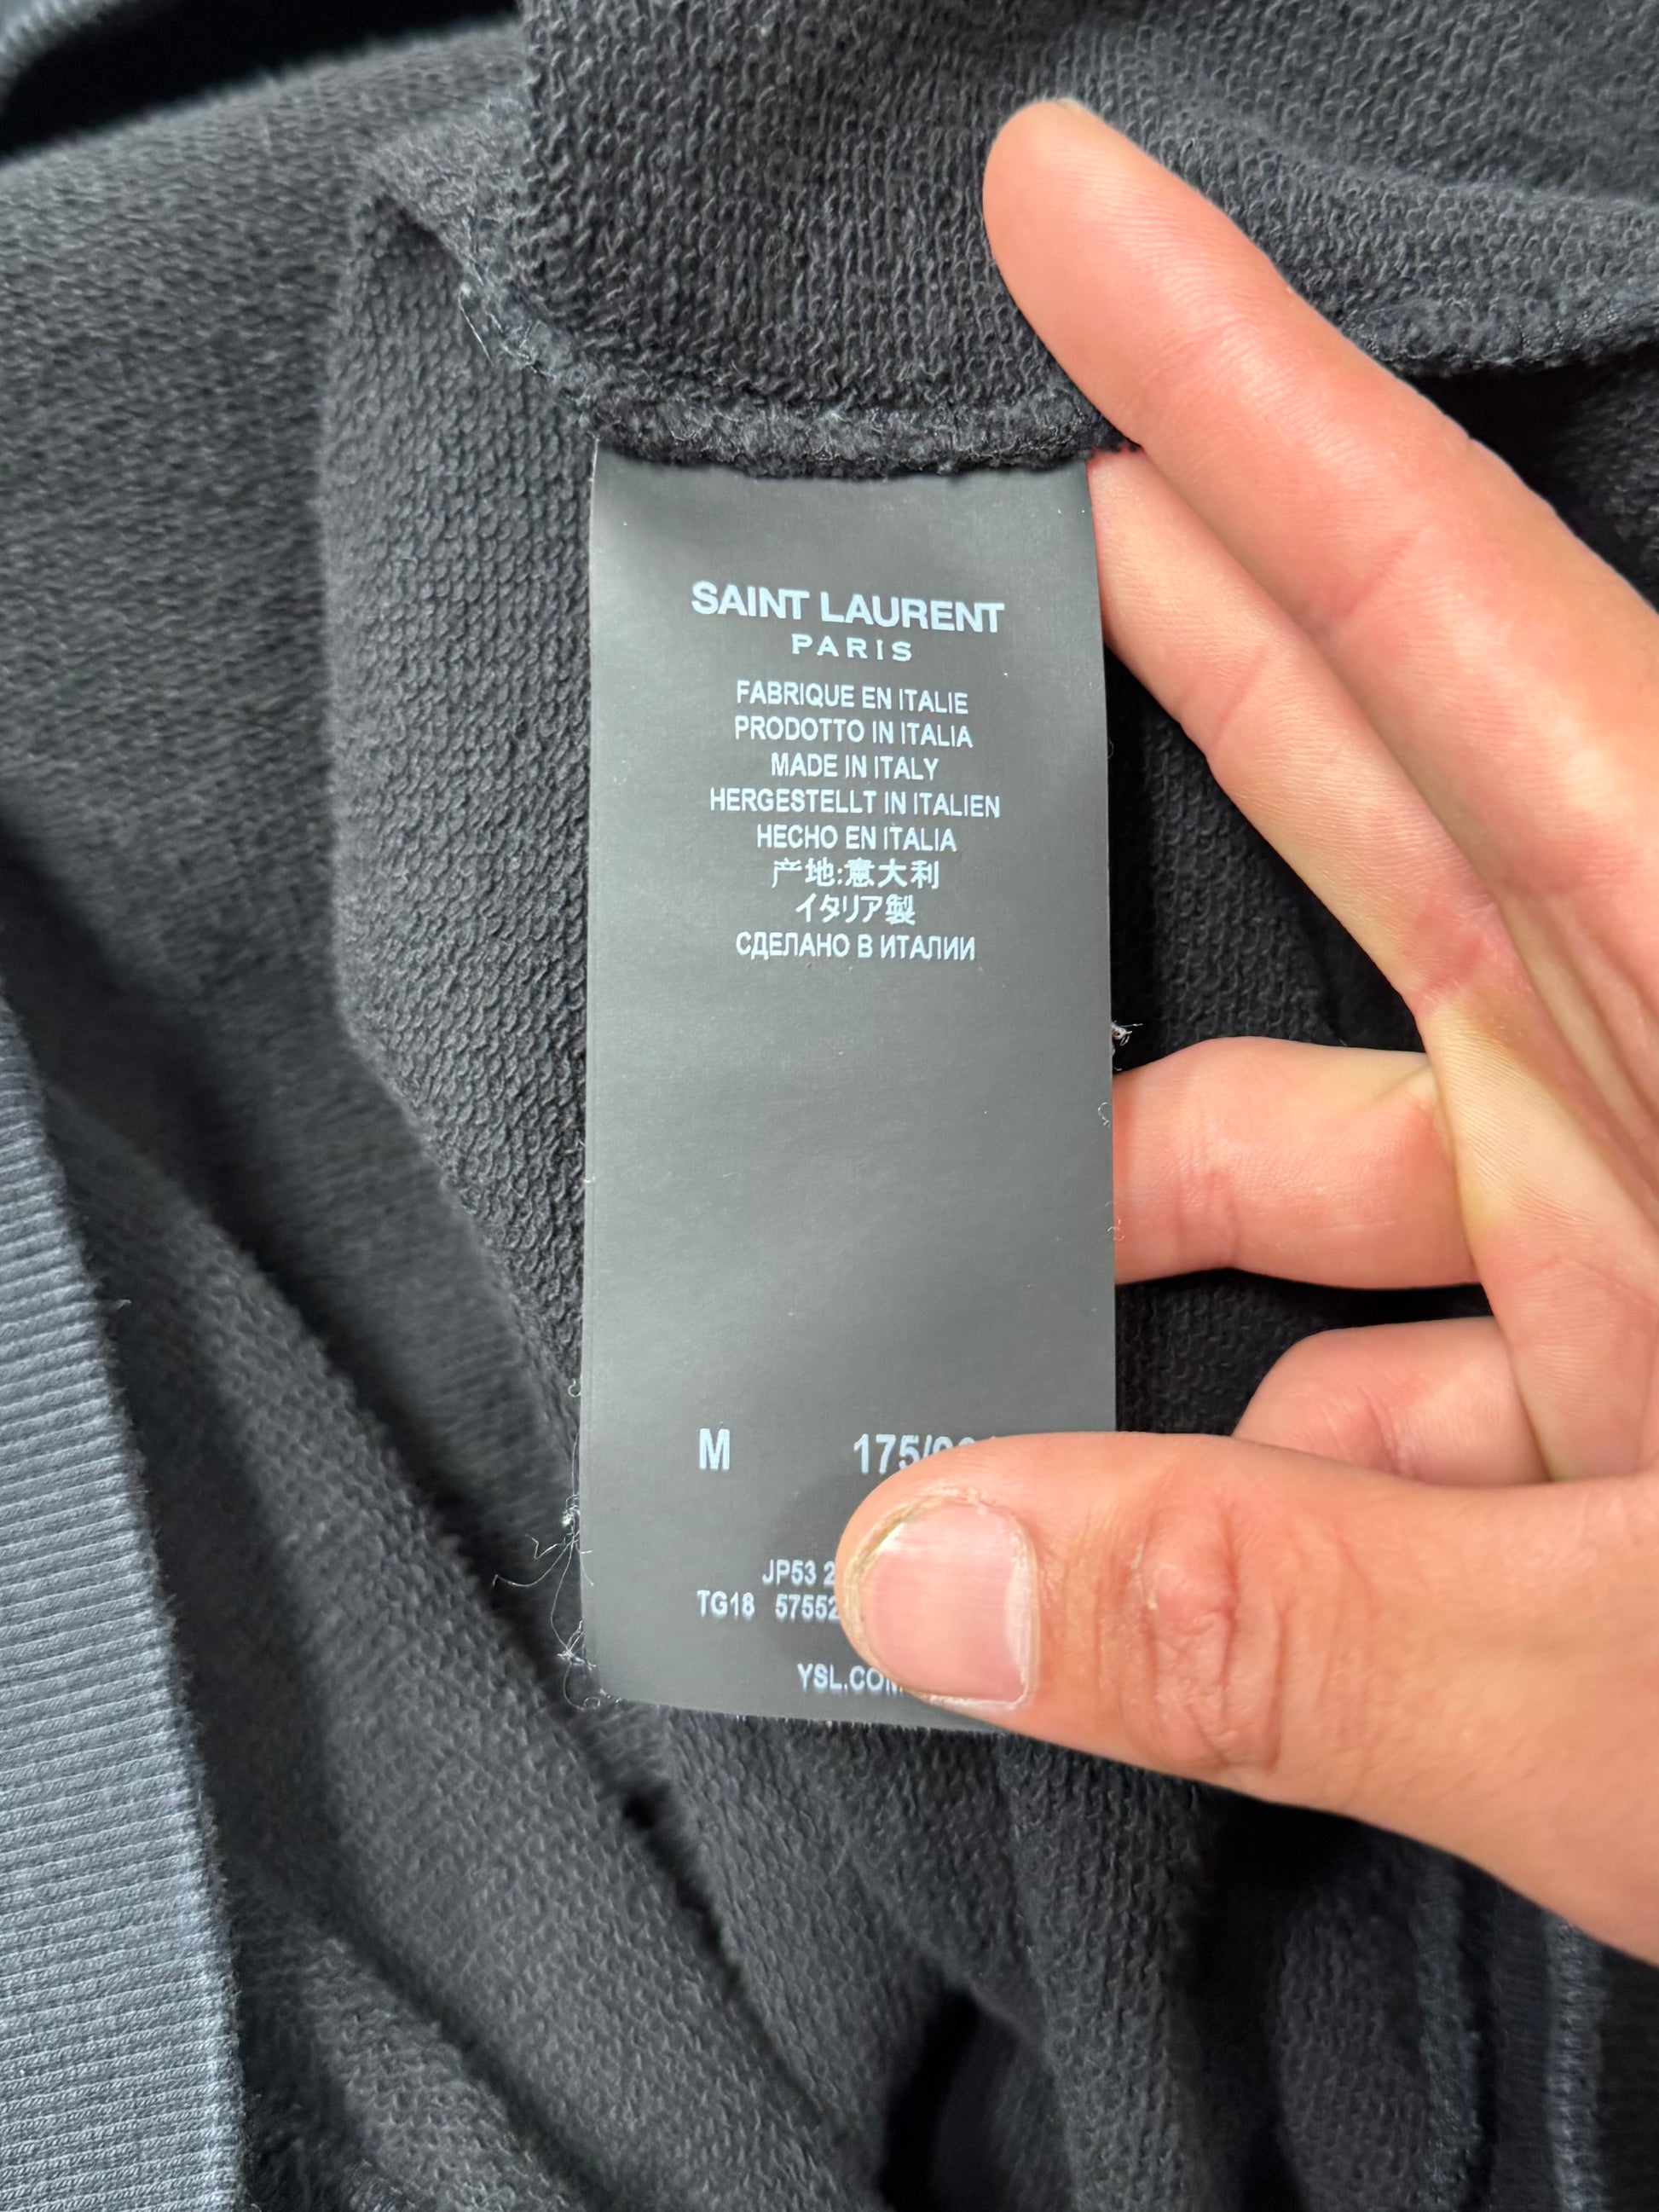 SAINT LAURENT
PARIS
FABRIQUE EN ITALIE
PRODOTTO IN ITALIA
MADE IN ITALY
HERGESTELLT IN ITALIEN
HECHO EN ITALIA
产地:意大利
イタリア製
СДЕЛАНО В ИТАЛИИ
M
JP53
TG18